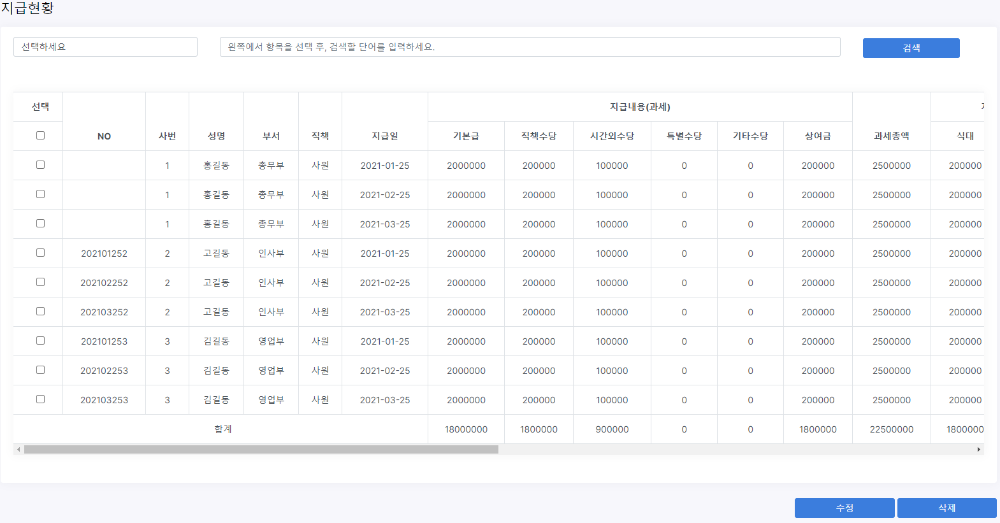 지급현황
선택하세요 왼쪽에서 항목을 선택 후, 검색할 단어를 입력하세요. 검색
선택 지급내용(과세)
NO 사번 성명 부서 직책 지급일 기본급 직책수당 시간외수당 특별수당 기타수당 상여금 과세총액 식대
1 홍길동 총무부 사원 2021-01-25 2000000 200000 100000 0 0 200000 2500000 200000
1 홍길동 총무부 사원 2021-02-25 2000000 200000 100000 0 0 200000 2500000 200000
1 홍길동 총무부 사원 2021-03-25 2000000 200000 100000 0 0 200000 2500000 200000
202101252 2 고길동 인사부 사원 2021-01-25 2000000 200000 100000 0 0 200000 2500000 200000
202102252 2 고길동 인사부 사원 2021-02-25 2000000 200000 100000 0 0 200000 2500000 200000
202103252 2 고길동 인사부 사원 2021-03-25 2000000 200000 100000 0 0 200000 2500000 200000
202101253 3 김길동 영업부 사원 2021-01-25 2000000 200000 100000 0 0 200000 2500000 200000
202102253 3 김길동 영업부 사원 2021-02-25 2000000 200000 100000 0 0 200000 2500000 200000
202103253 3 김길동 영업부 사원 2021-03-25 2000000 200000 100000 0 0 200000 2500000 200000
합계 18000000 1800000 900000 0 0 1800000 22500000 1800000
수정 삭제